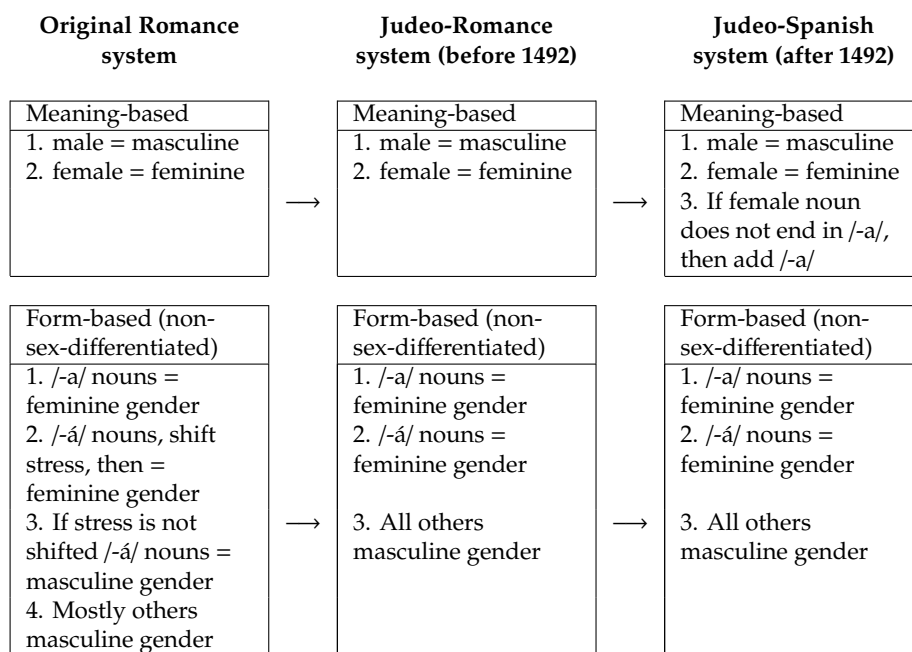 Original Romance
system
Judeo-Romance
system (before 1492)
Judeo-Spanish
system (after 1492)
Meaning-based
1. male = masculine
2. female = feminine
→
Meaning-based
1. male = masculine
2. female = feminine
→
Meaning-based
1. male = masculine
2. female = feminine
3. If female noun
does not end in /-a/,
then add /-a/
Form-based (non-
sex-differentiated)
1. /-a/ nouns =
feminine gender
2. /-á/ nouns, shift
stress, then =
feminine gender
3. If stress is not
shifted /-á/ nouns =
masculine gender
4. Mostly others
masculine gender
→
Form-based (non-
sex-differentiated)
1. /-a/ nouns =
feminine gender
2. /-á/ nouns =
feminine gender
3. All others
masculine gender
→
Form-based (non-
sex-differentiated)
1. /-a/ nouns =
feminine gender
2. /-á/ nouns =
feminine gender
3. All others
masculine gender